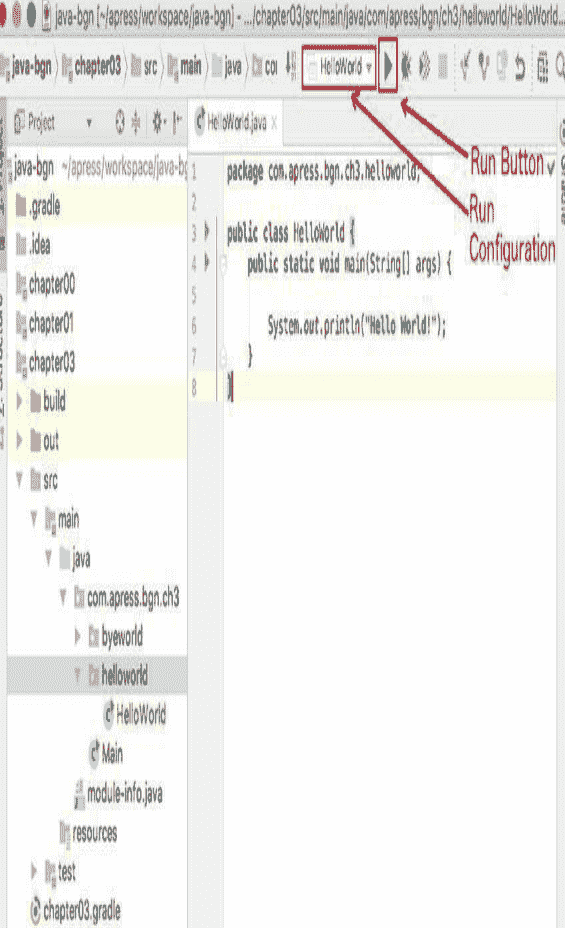 java-bgn [~/apress/workspace/java-bgn] - .../chapter03/src/main/java/com/apress/bgn/ch3/helloworld/HelloWorld...
java-bgn chapter03 src main java HelloWorld
Project
HelloWorld.java
Run Button
Run
Configuration
java-bgn ~/apress/workspace/java-bg
.gradle
.idea
chapter00
chapter01
chapter03
build
out
src
main
java
com.apress.bgn.ch3
byeworld
helloworld
HelloWorld
Main
module-info.java
resources
test
chapter03.gradle
1 package com.apress.bgn.ch3.helloworld;
2
3 public class HelloWorld {
4 public static void main(String[] args) {
5
6 System.out.println("Hello World!");
7 }
8 }